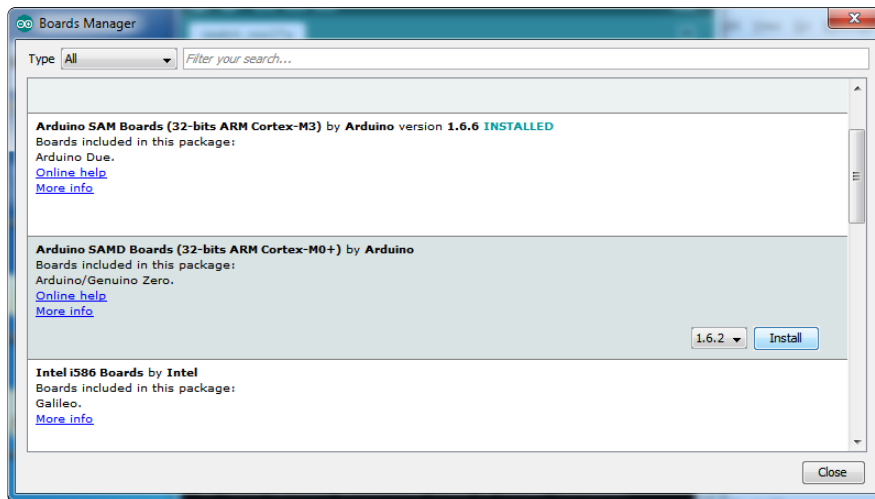 Boards Manager
Type All Filter your search...
Arduino SAM Boards (32-bits ARM Cortex-M3) by Arduino version 1.6.6 INSTALLED
Boards included in this package:
Arduino Due.
Online help
More info
Arduino SAMD Boards (32-bits ARM Cortex-M0+) by Arduino
Boards included in this package:
Arduino/Genuino Zero.
Online help
More info
1.6.2 Install
Intel i586 Boards by Intel
Boards included in this package:
Galileo.
More info
Close